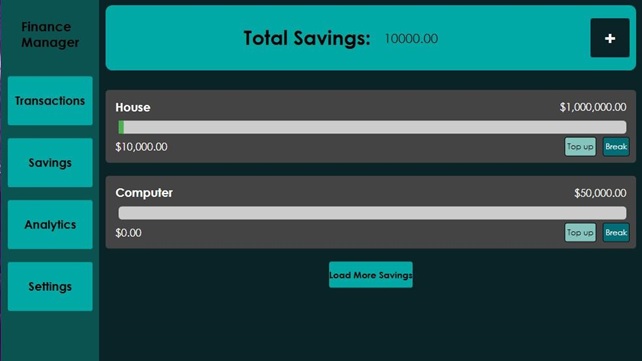 Finance
Manager
Transactions
Savings
Analytics
Settings
Total Savings: 10000.00
+
House $1,000,000.00
$10,000.00 Top up Break
Computer $50,000.00
$0.00 Top up Break
Load More Savings